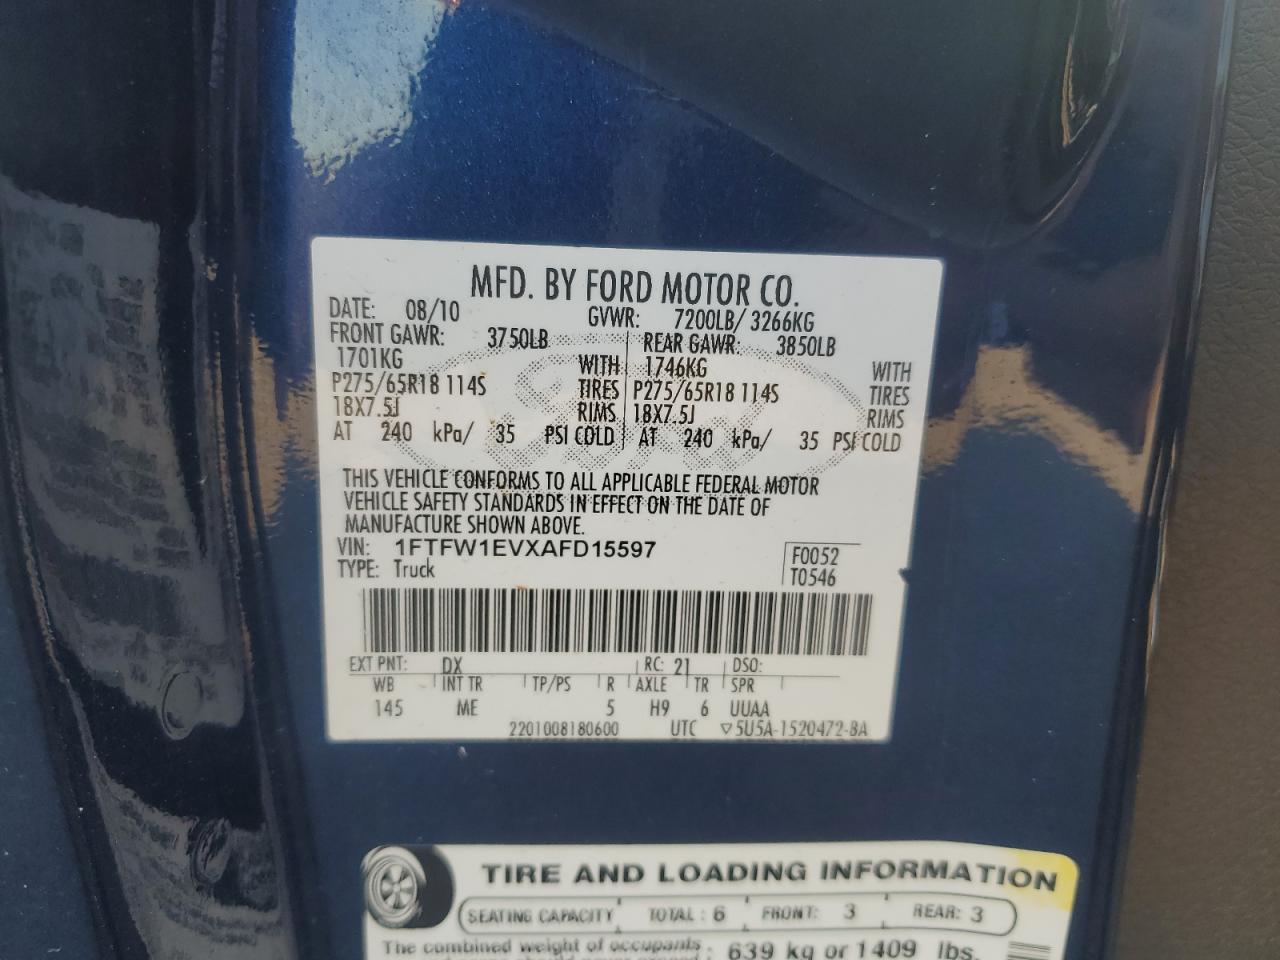 MFD. BY FORD MOTOR CO.
DATE: 08/10 GVWR: 7200LB/ 3266KG
FRONT GAWR: 3750LB REAR GAWR: 3850LB
1701KG WITH 1746KG WITH
P275/65R18 114S TIRES P275/65R18 114S TIRES
18X7.5J RIMS 18X7.5J RIMS
AT 240 kPa/ 35 PSI COLD AT 240 kPa/ 35 PSI COLD
THIS VEHICLE CONFORMS TO ALL APPLICABLE FEDERAL MOTOR
VEHICLE SAFETY STANDARDS IN EFFECT ON THE DATE OF
MANUFACTURE SHOWN ABOVE.
VIN: 1FTFW1EVXAFD15597 F0052
TYPE: Truck T0546
EXT PNT: DX RC: 21 DSO:
WB INT TR TP/PS R AXLE TR SPR
145 ME 5 H9 6 UUAA
2201008180600 UTC ▽5U5A-1520472-BA
TIRE AND LOADING INFORMATION
SEATING CAPACITY TOTAL : 6 FRONT: 3 REAR: 3
The combined weight of occupants : 639 kg or 1409 lbs.